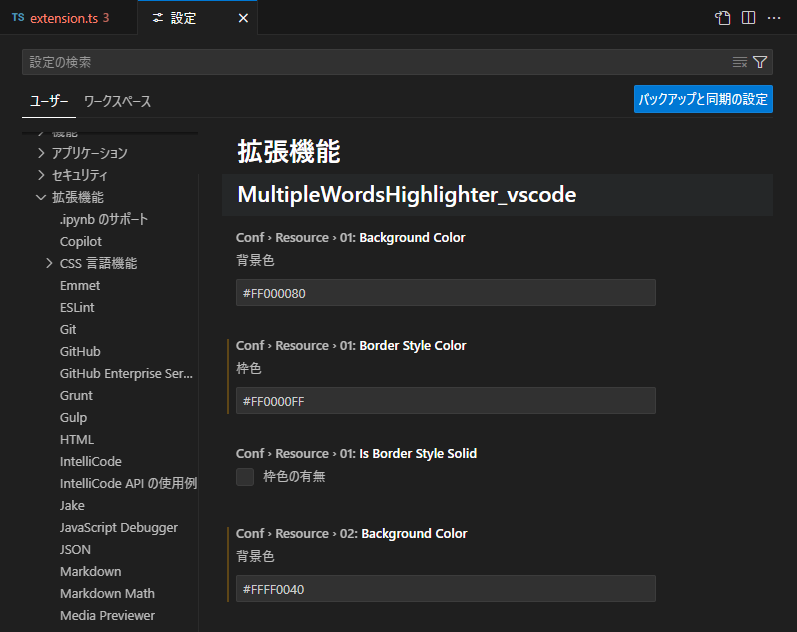 TS extension.ts 3
設定
設定の検索
ユーザー ワークスペース
バックアップと同期の設定
機能
アプリケーション
セキュリティ
拡張機能
.ipynb のサポート
Copilot
CSS 言語機能
Emmet
ESLint
Git
GitHub
GitHub Enterprise Ser...
Grunt
Gulp
HTML
IntelliCode
IntelliCode API の使用例
Jake
JavaScript Debugger
JSON
Markdown
Markdown Math
Media Previewer
拡張機能
MultipleWordsHighlighter_vscode
Conf › Resource › 01: Background Color
背景色
#FF000080
Conf › Resource › 01: Border Style Color
枠色
#FF0000FF
Conf › Resource › 01: Is Border Style Solid
枠色の有無
Conf › Resource › 02: Background Color
背景色
#FFFF0040